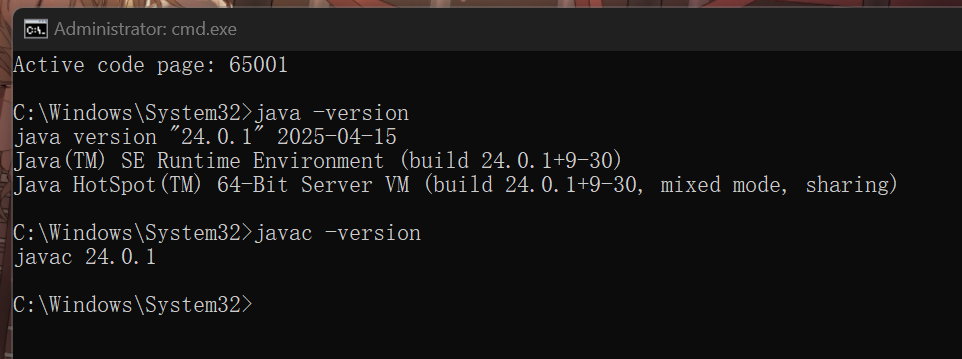 Administrator: cmd.exe
Active code page: 65001
C:\Windows\System32>java -version
java version "24.0.1" 2025-04-15
Java(TM) SE Runtime Environment (build 24.0.1+9-30)
Java HotSpot(TM) 64-Bit Server VM (build 24.0.1+9-30, mixed mode, sharing)
C:\Windows\System32>javac -version
javac 24.0.1
C:\Windows\System32>